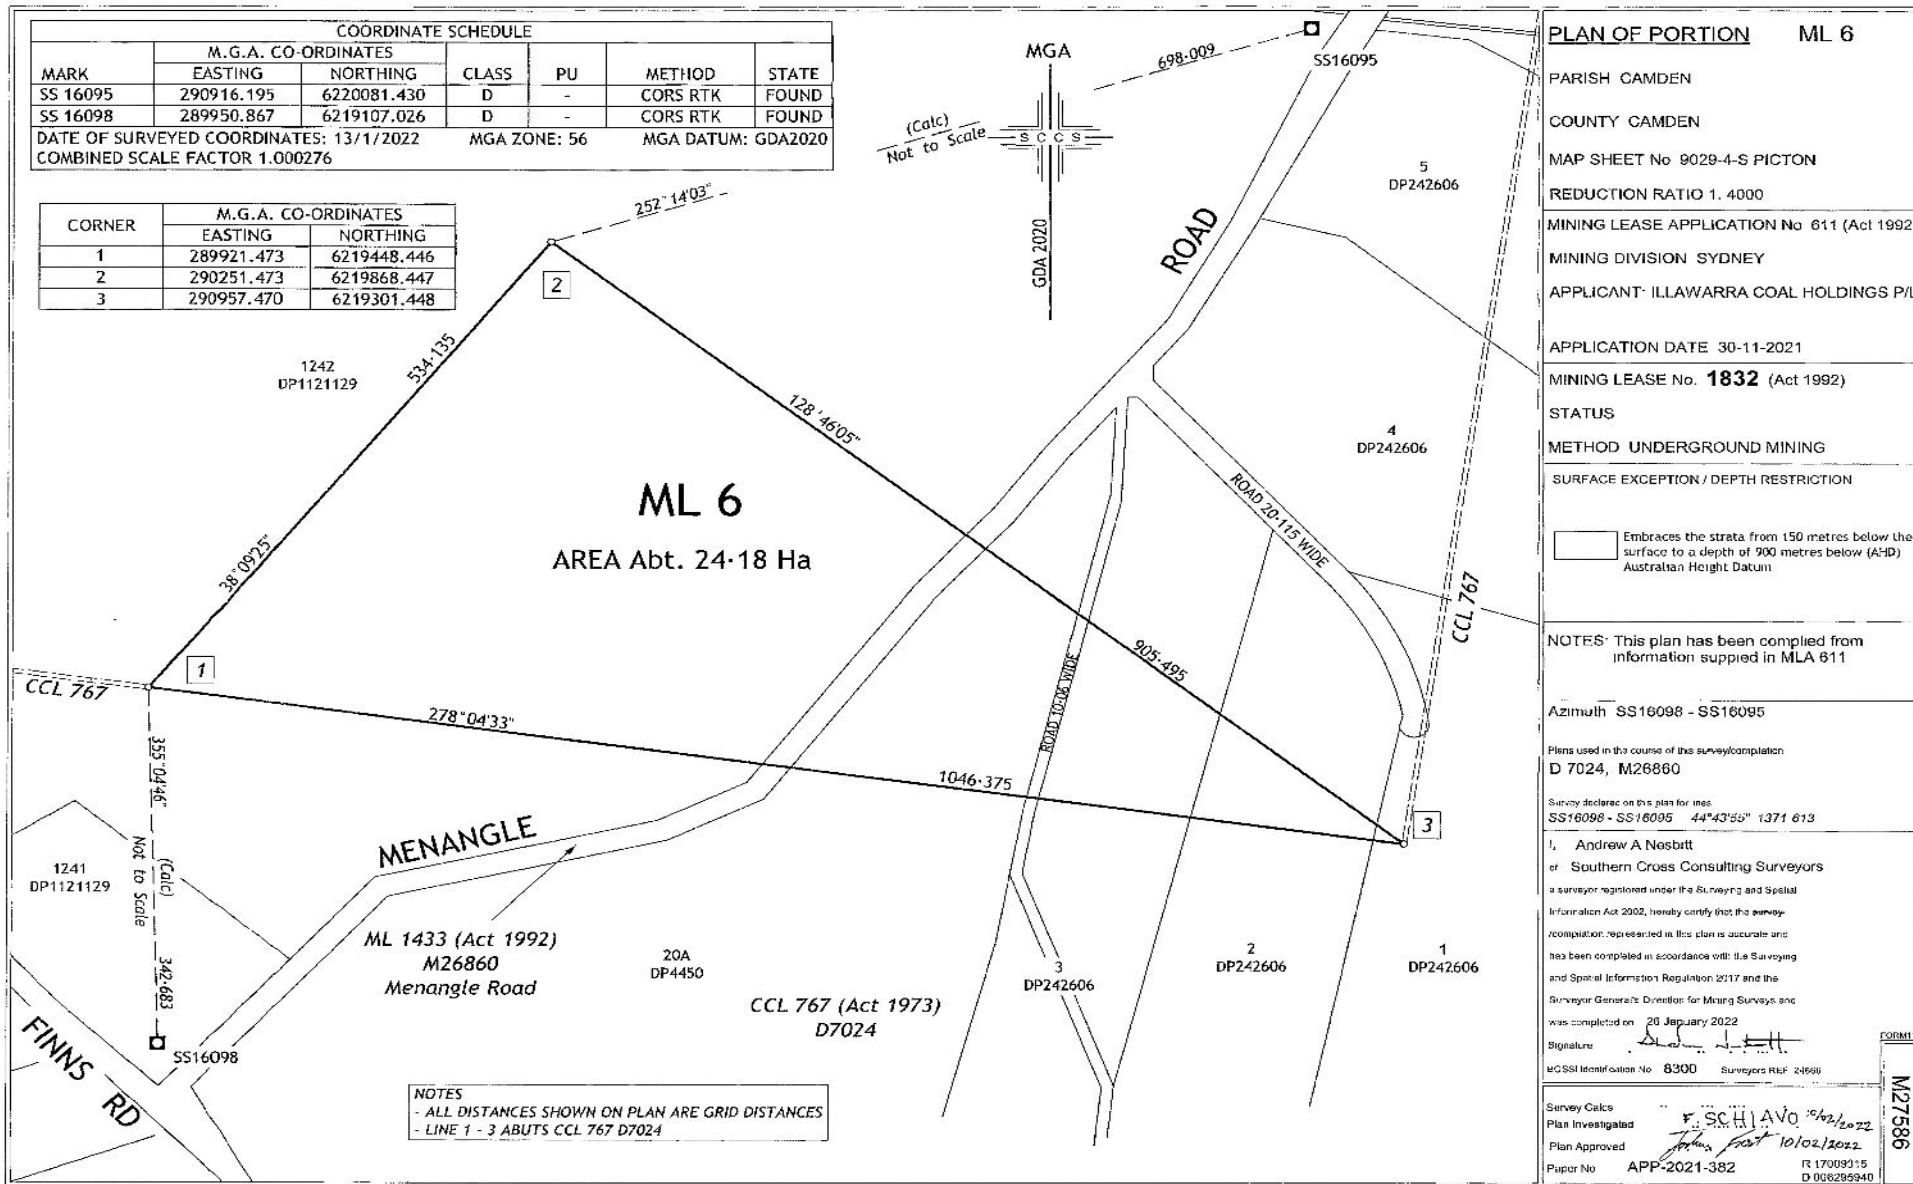 COORDINATE SCHEDULE
M.G.A. CO-ORDINATES
MARK EASTING NORTHING CLASS PU METHOD STATE
SS 16095 290916.195 6220081.430 D - CORS RTK FOUND
SS 16098 289950.867 6219107.026 D - CORS RTK FOUND
DATE OF SURVEYED COORDINATES: 13/1/2022 MGA ZONE: 56 MGA DATUM: GDA2020
COMBINED SCALE FACTOR 1.000276
CORNER M.G.A. CO-ORDINATES
EASTING NORTHING
1 289921.473 6219448.446
2 290251.473 6219868.447
3 290957.470 6219301.448
MGA
S C C S
GDA 2020
(Calc)
Not to Scale
698·009
SS16095
252°14'03"
2
5
DP242606
ROAD
1242
DP1121129
534·135
38°09'25"
128°46'05"
4
DP242606
ML 6
AREA Abt. 24·18 Ha
ROAD 20·115 WIDE
CCL 767
1
CCL 767
278°04'33"
905·495
ROAD 10·06 WIDE
1046·375
3
355°04'46"
(Calc)
Not to Scale
342·683
MENANGLE
1241
DP1121129
ML 1433 (Act 1992)
M26860
Menangle Road
20A
DP4450
CCL 767 (Act 1973)
D7024
3
DP242606
2
DP242606
1
DP242606
SS16098
FINNS RD
NOTES
- ALL DISTANCES SHOWN ON PLAN ARE GRID DISTANCES
- LINE 1 - 3 ABUTS CCL 767 D7024
PLAN OF PORTION ML 6
PARISH CAMDEN
COUNTY CAMDEN
MAP SHEET No 9029-4-S PICTON
REDUCTION RATIO 1. 4000
MINING LEASE APPLICATION No 611 (Act 1992
MINING DIVISION SYDNEY
APPLICANT· ILLAWARRA COAL HOLDINGS P/L
APPLICATION DATE 30-11-2021
MINING LEASE No. 1832 (Act 1992)
STATUS
METHOD UNDERGROUND MINING
SURFACE EXCEPTION / DEPTH RESTRICTION
Embraces the strata from 150 metres below the
surface to a depth of 900 metres below (AHD)
Australian Height Datum
NOTES· This plan has been complied from
information suppied in MLA 611
Azimuth SS16098 - SS16095
Plans used in the course of this survey/compilation
D 7024, M26860
Survey declared on this plan for lines
SS16098 - SS16095 44°43'55" 1371 613
I, Andrew A Nesbitt
of Southern Cross Consulting Surveyors
a surveyor registered under the Surveying and Spatial
Information Act 2002, hereby certify that the survey
/compilation represented in this plan is accurate and
has been completed in accordance with the Surveying
and Spatial Information Regulation 2017 and the
Surveyor General's Direction for Mining Surveys and
was completed on 26 January 2022
Signature
BOSSI Identification No 8300 Surveyors REF 24666
FORM1
Survey Calcs
Plan Investigated F. SCHIAVO 10/02/2022
Plan Approved 10/02/2022
Paper No APP-2021-382
R 17009315
D 006295940
M27586